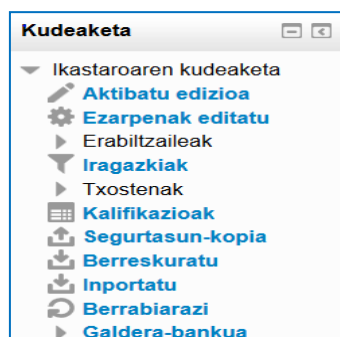 Kudeaketa
Ikastaroaren kudeaketa
Aktibatu edizioa
Ezarpenak editatu
Erabiltzaileak
Iragazkiak
Txostenak
Kalifikazioak
Segurtasun-kopia
Berreskuratu
Inportatu
Berrabiarazi
Galdera-bankua